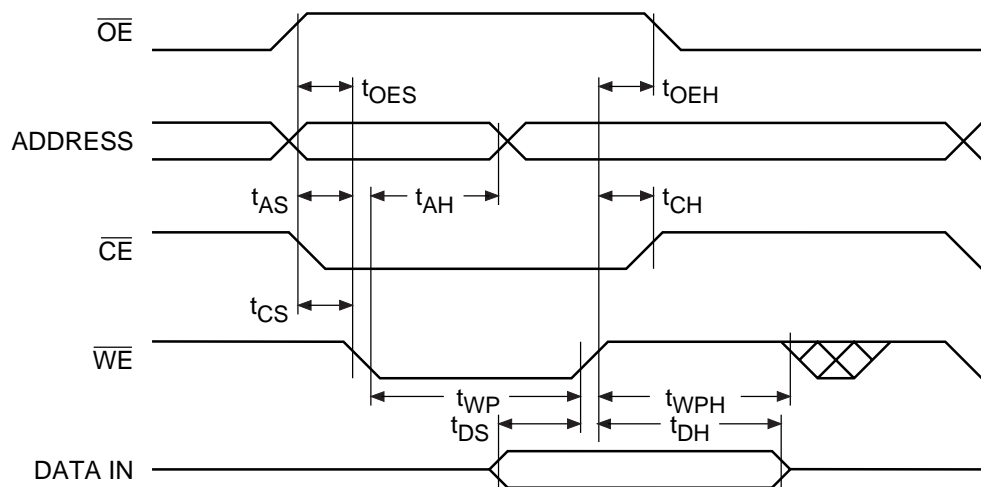 OE
tOES
tOEH
ADDRESS
tAS
tAH
tCH
CE
tCS
WE
tWP
tWPH
tDS
tDH
DATA IN